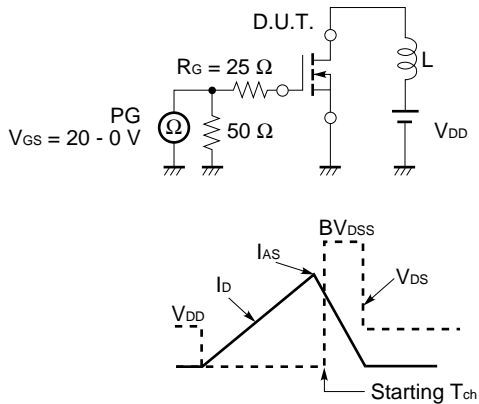 D.U.T.
RG = 25 Ω
L
PG
VGS = 20 - 0 V
Ω
50 Ω
VDD
BVDSS
IAS
ID
VDS
VDD
Starting Tch